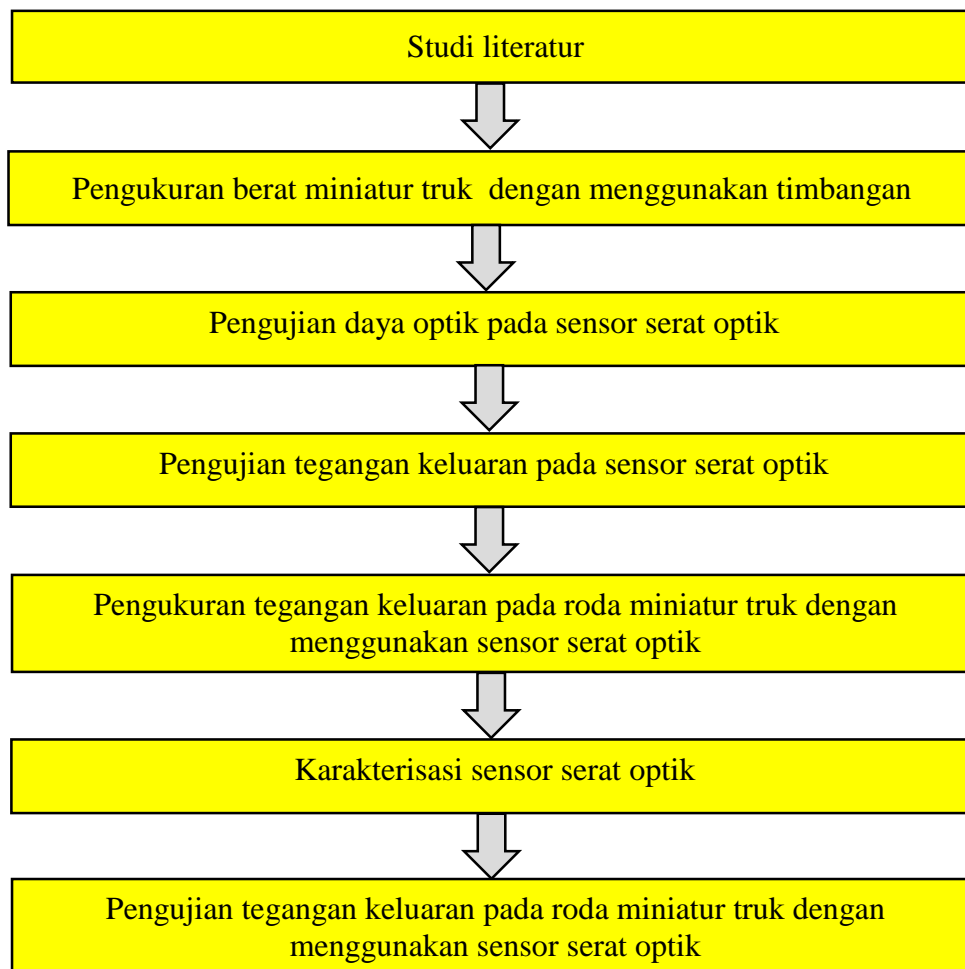 Studi literatur
Pengukuran berat miniatur truk  dengan menggunakan timbangan
Pengujian daya optik pada sensor serat optik
Pengujian tegangan keluaran pada sensor serat optik
Pengukuran tegangan keluaran pada roda miniatur truk dengan
menggunakan sensor serat optik
Karakterisasi sensor serat optik
Pengujian tegangan keluaran pada roda miniatur truk dengan
menggunakan sensor serat optik